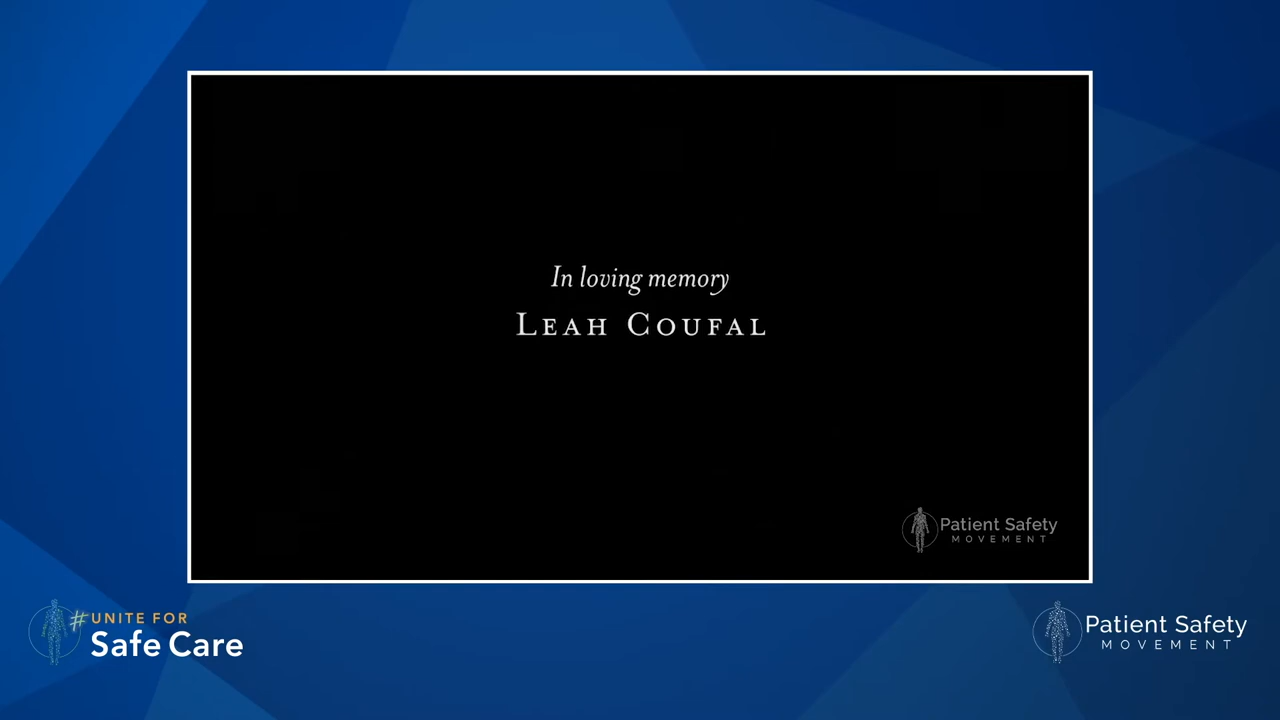 In loving memory
LEAH COUFAL
Patient Safety
MOVEMENT
#UNITE FOR
Safe Care
Patient Safety
MOVEMENT